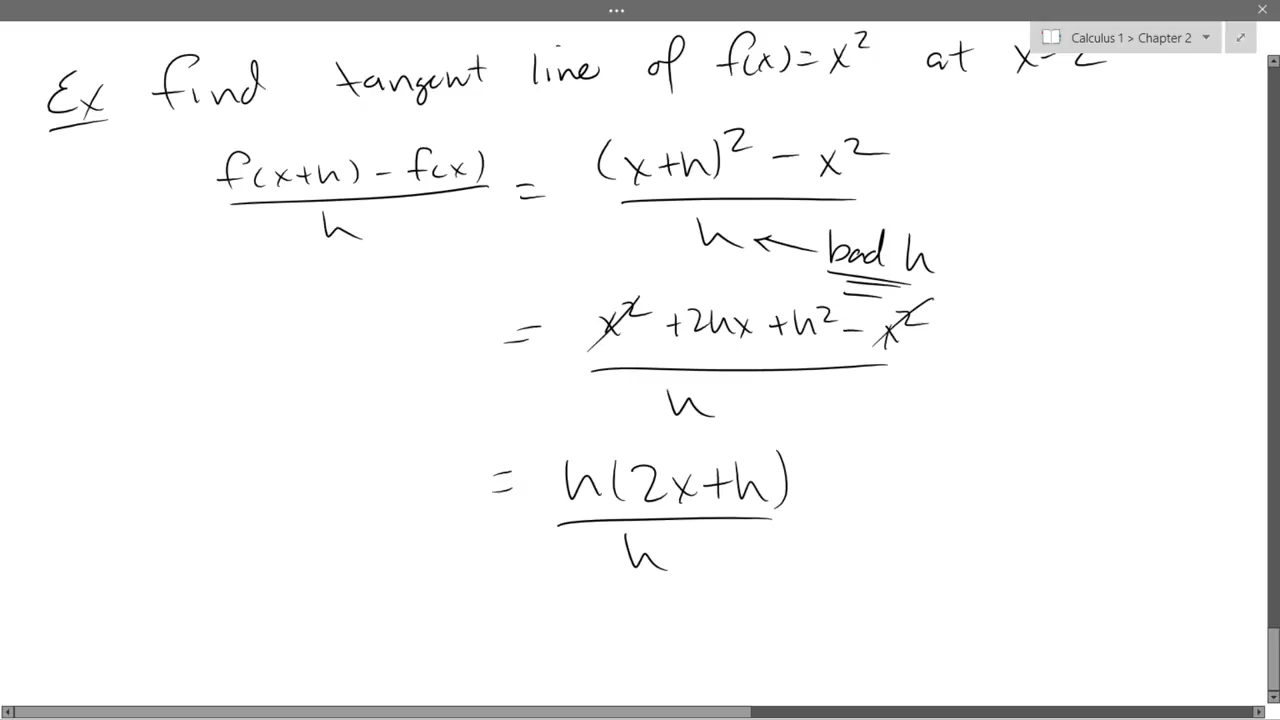 Calculus 1 > Chapter 2
Ex find tangent line of f(x)=x² at x=2
f(x+h) - f(x) / h = (x+h)² - x² / h ← bad h
= x² + 2hx + h² - x² / h
= h(2x+h) / h